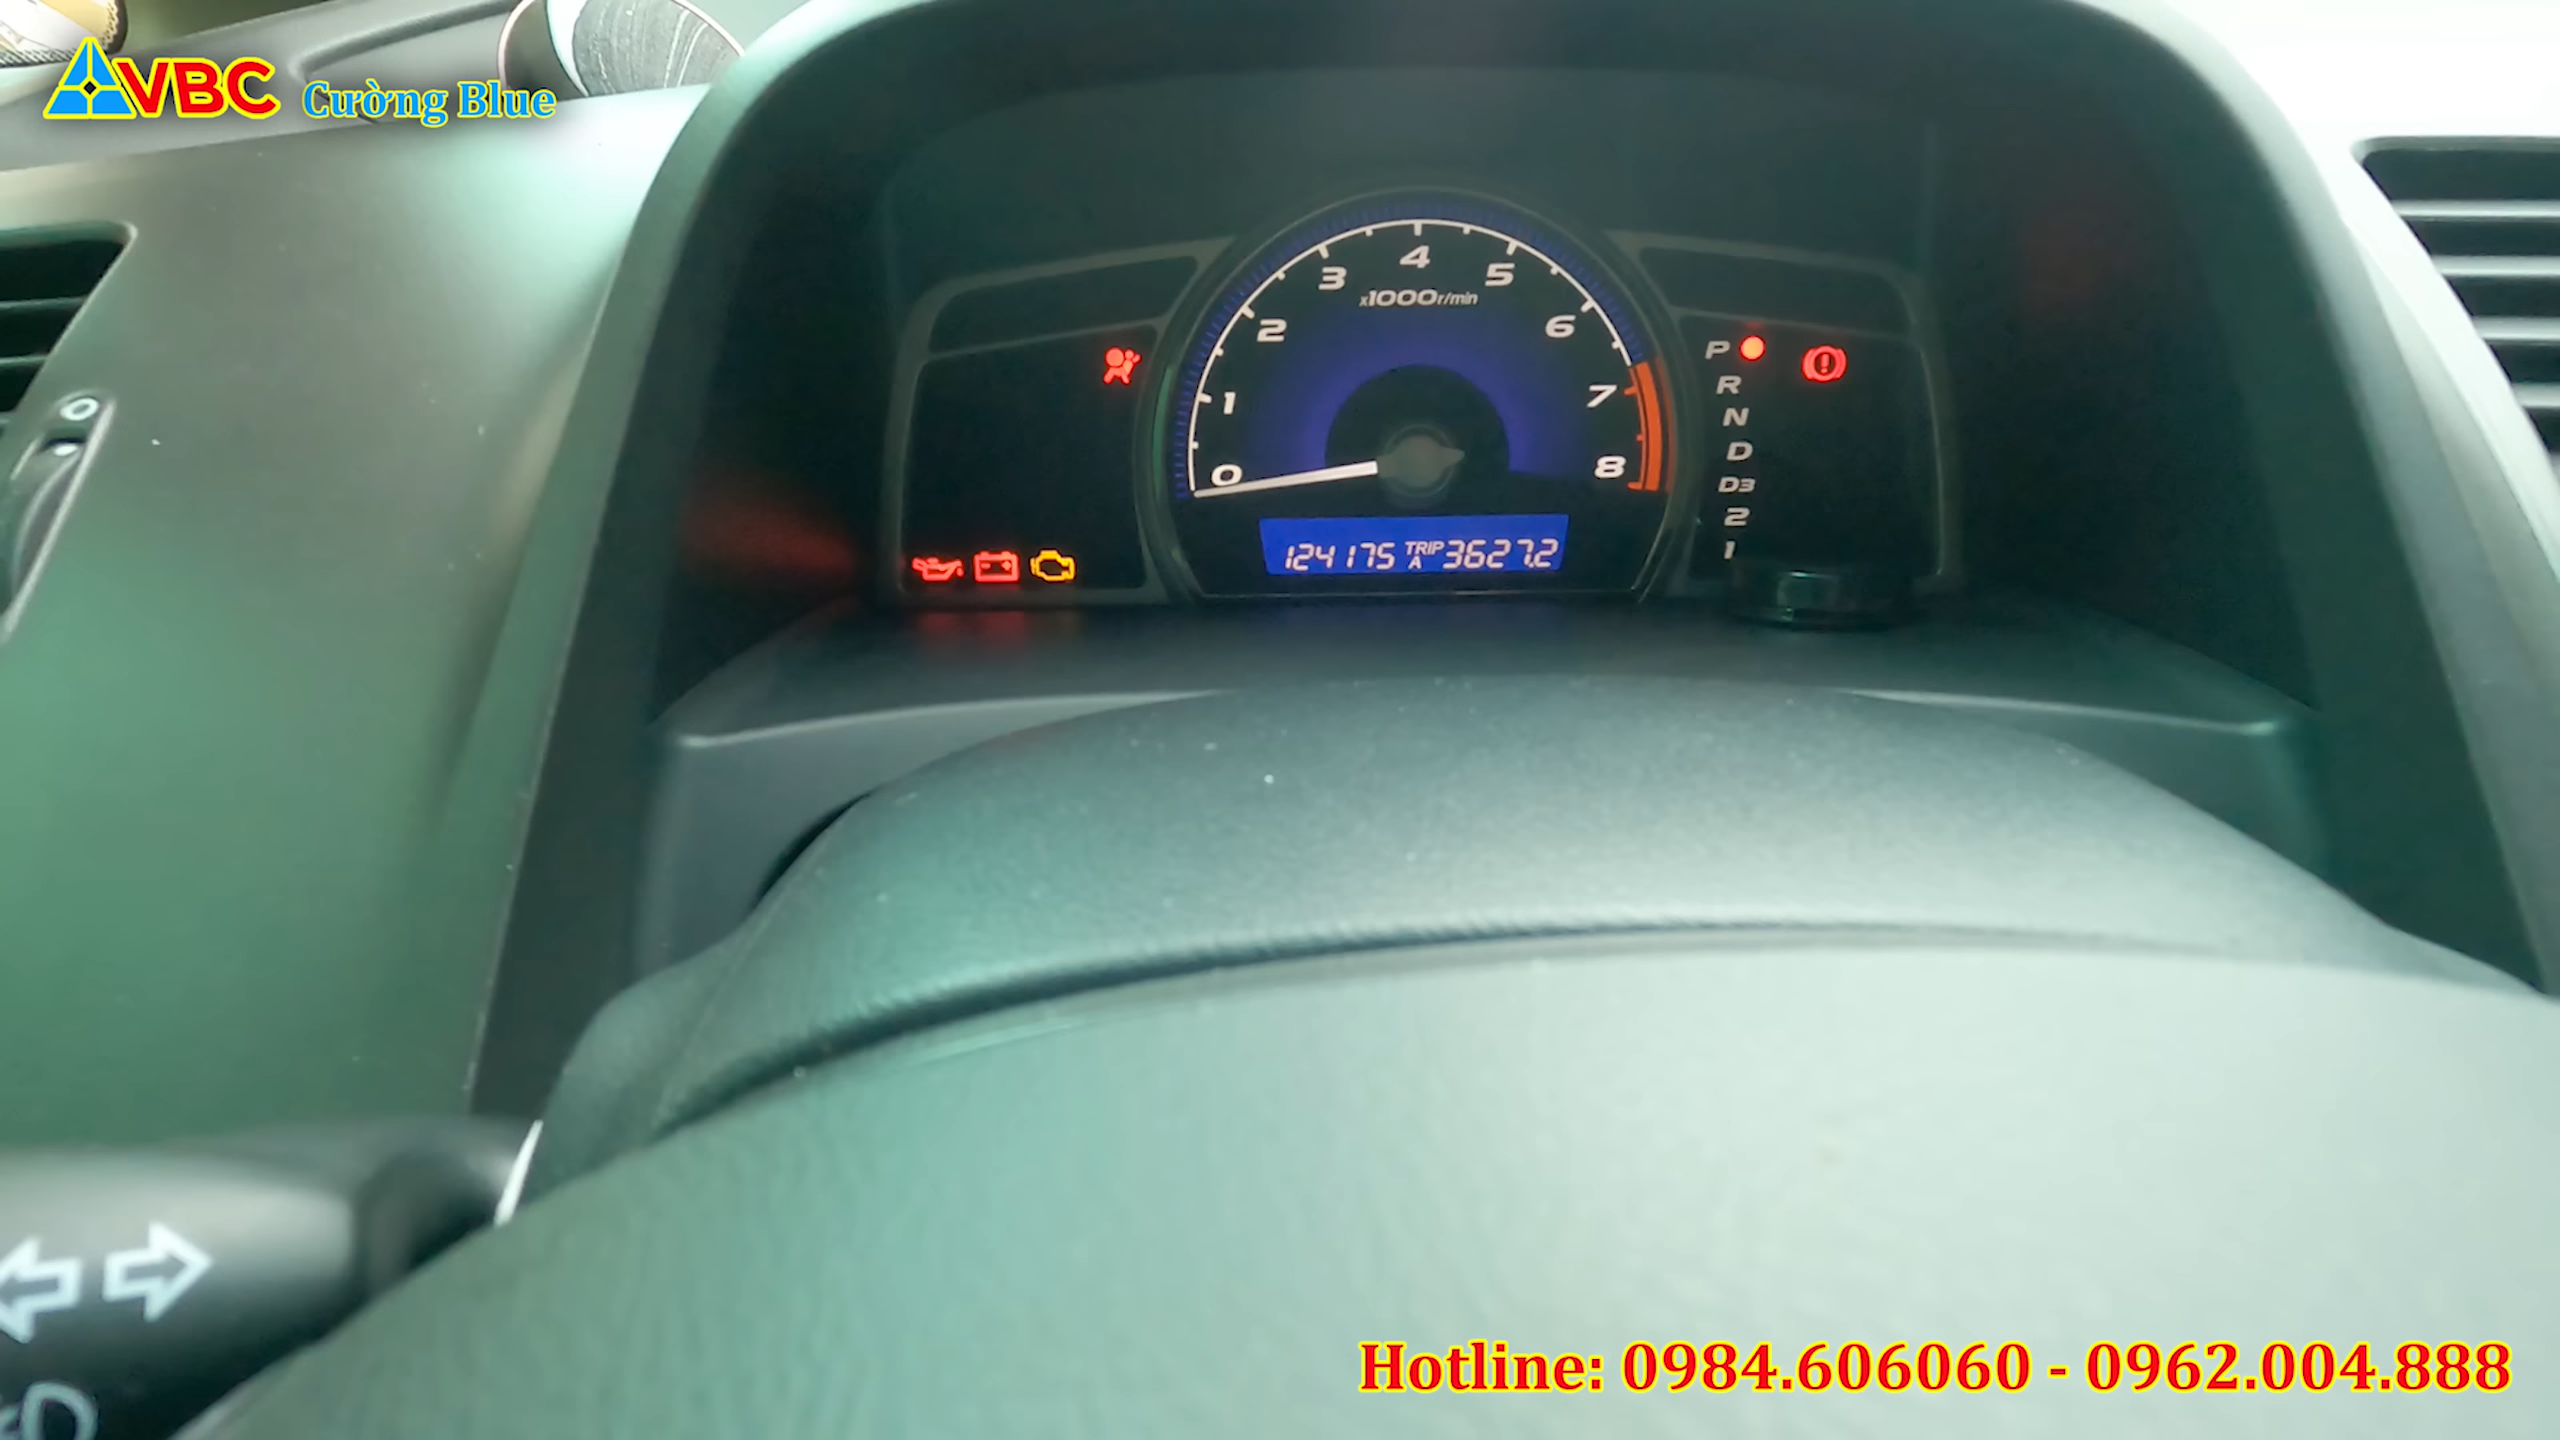 VBC Cường Blue
4
3 5
x1000r/min
2 6
1 7
0 8
124175 TRIP A 3627.2
P
R
N
D
D3
2
1
Hotline: 0984.606060 - 0962.004.888